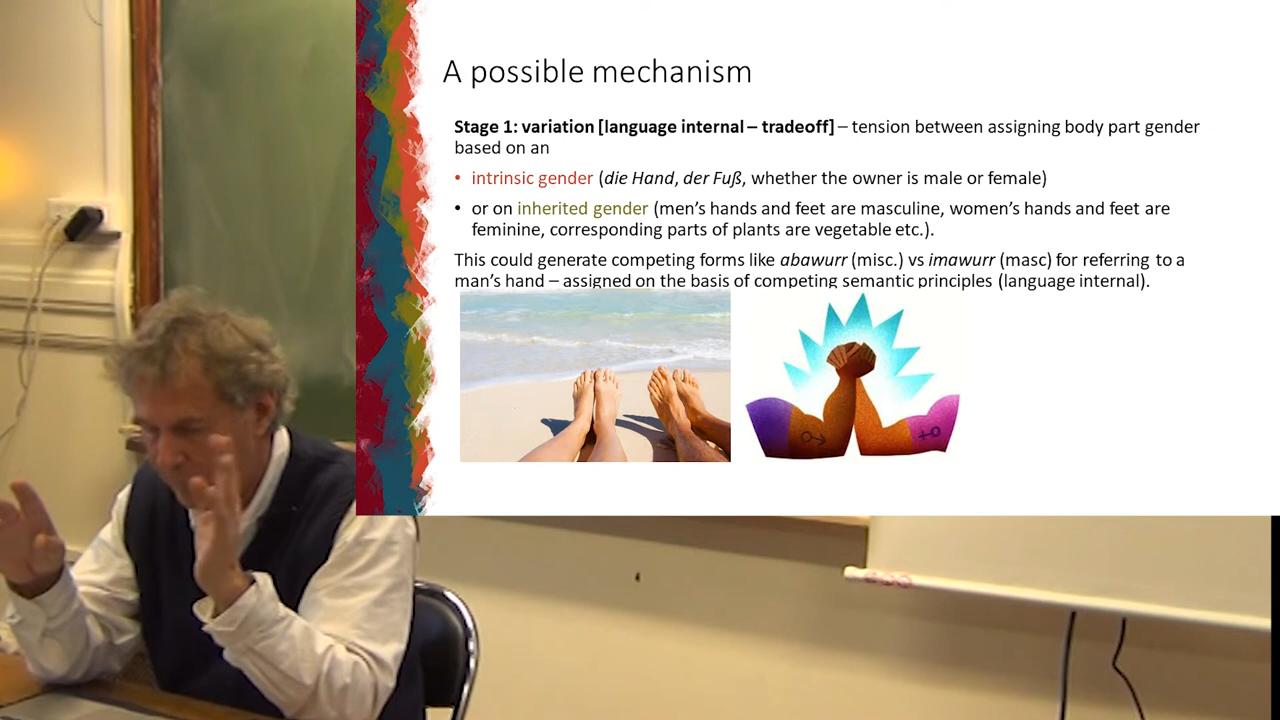 A possible mechanism
Stage 1: variation [language internal – tradeoff] – tension between assigning body part gender
based on an
• intrinsic gender (die Hand, der Fuß, whether the owner is male or female)
• or on inherited gender (men's hands and feet are masculine, women's hands and feet are
feminine, corresponding parts of plants are vegetable etc.).
This could generate competing forms like abawurr (misc.) vs imawurr (masc) for referring to a
man's hand – assigned on the basis of competing semantic principles (language internal).